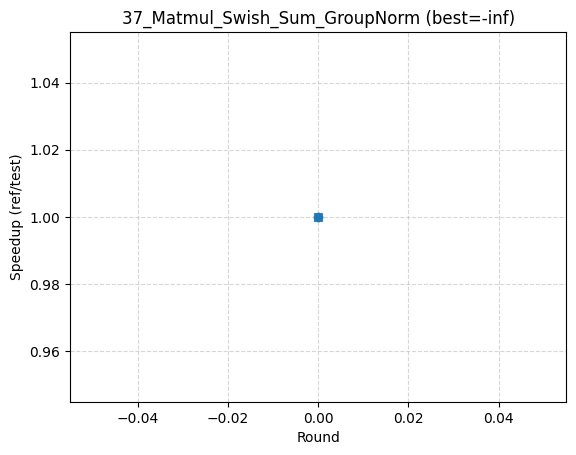 37_Matmul_Swish_Sum_GroupNorm (best=-inf)
1.04
1.02
1.00
0.98
0.96
Speedup (ref/test)
−0.04 −0.02 0.00 0.02 0.04
Round